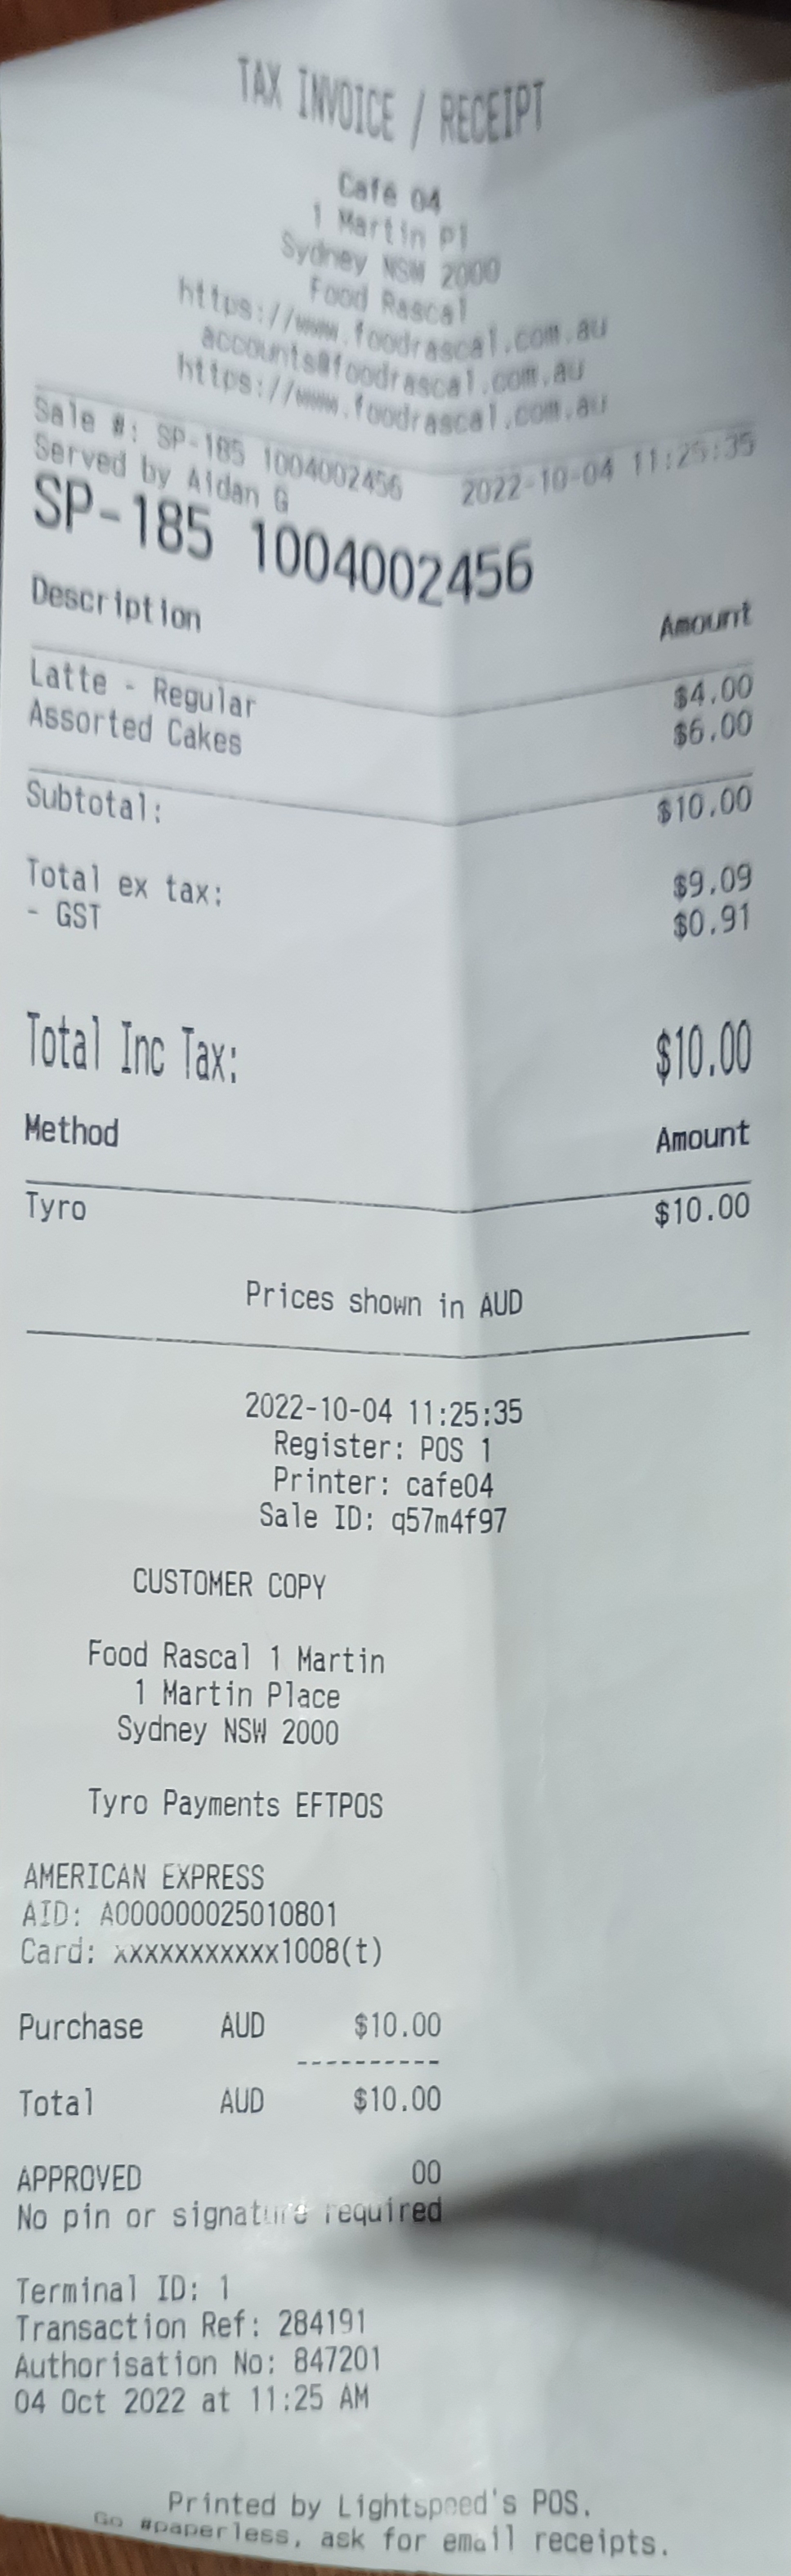 TAX INVOICE / RECEIPT
Cafe 04
1 Martin Pl
Sydney NSW 2000
Food Rascal
https://www.foodrascal.com.au
accounts@foodrascal.com.au
https://www.foodrascal.com.au
Sale #: SP-185 1004002456 2022-10-04 11:25:35
Served by Aidan G
SP-185 1004002456
Description Amount
Latte - Regular $4.00
Assorted Cakes $6.00
Subtotal: $10.00
Total ex tax: $9.09
- GST $0.91
Total Inc Tax: $10.00
Method Amount
Tyro $10.00
Prices shown in AUD
2022-10-04 11:25:35
Register: POS 1
Printer: cafe04
Sale ID: q57m4f97
CUSTOMER COPY
Food Rascal 1 Martin
1 Martin Place
Sydney NSW 2000
Tyro Payments EFTPOS
AMERICAN EXPRESS
AID: A000000025010801
Card: xxxxxxxxxxx1008(t)
Purchase AUD $10.00
----------
Total AUD $10.00
APPROVED 00
No pin or signature required
Terminal ID: 1
Transaction Ref: 284191
Authorisation No: 847201
04 Oct 2022 at 11:25 AM
Printed by Lightspeed's POS.
Go #paperless, ask for email receipts.